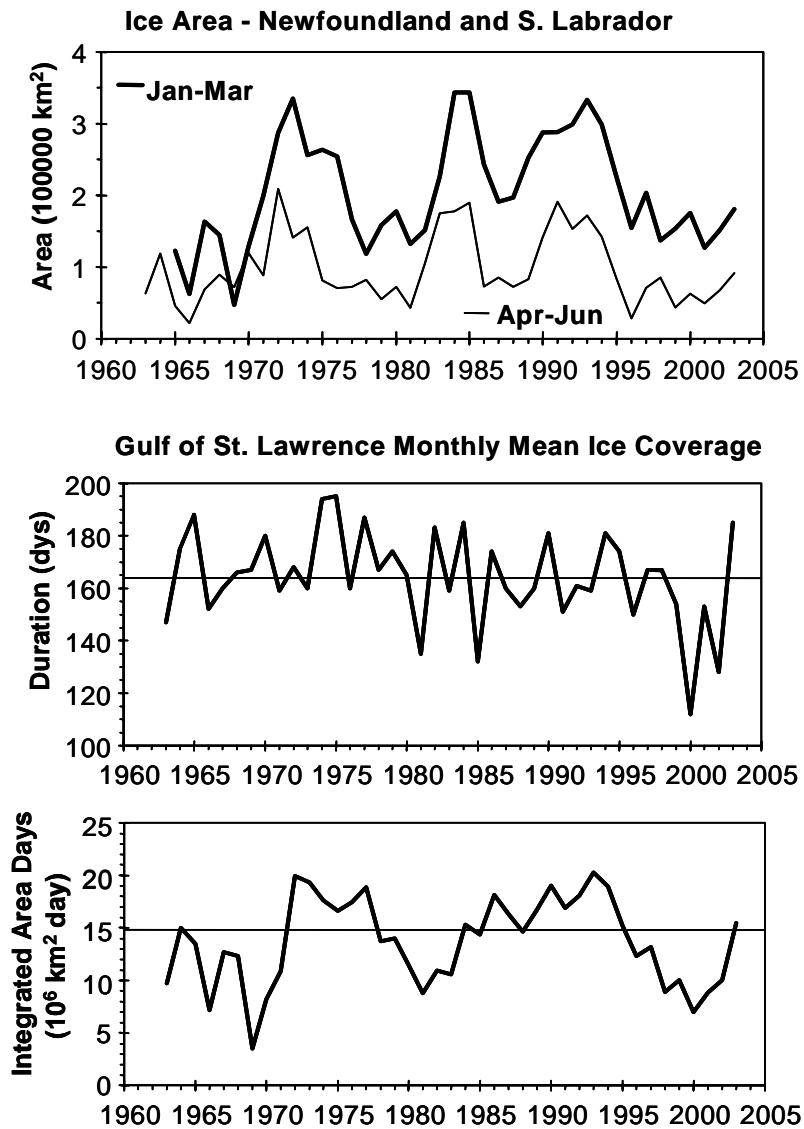 Ice Area - Newfoundland and S. Labrador
Area (100000 km²)
4
3
2
1
0
Jan-Mar
Apr-Jun
1960 1965 1970 1975 1980 1985 1990 1995 2000 2005
Gulf of St. Lawrence Monthly Mean Ice Coverage
Duration (dys)
200
180
160
140
120
100
1960 1965 1970 1975 1980 1985 1990 1995 2000 2005
Integrated Area Days
(10⁶ km² day)
25
20
15
10
5
0
1960 1965 1970 1975 1980 1985 1990 1995 2000 2005